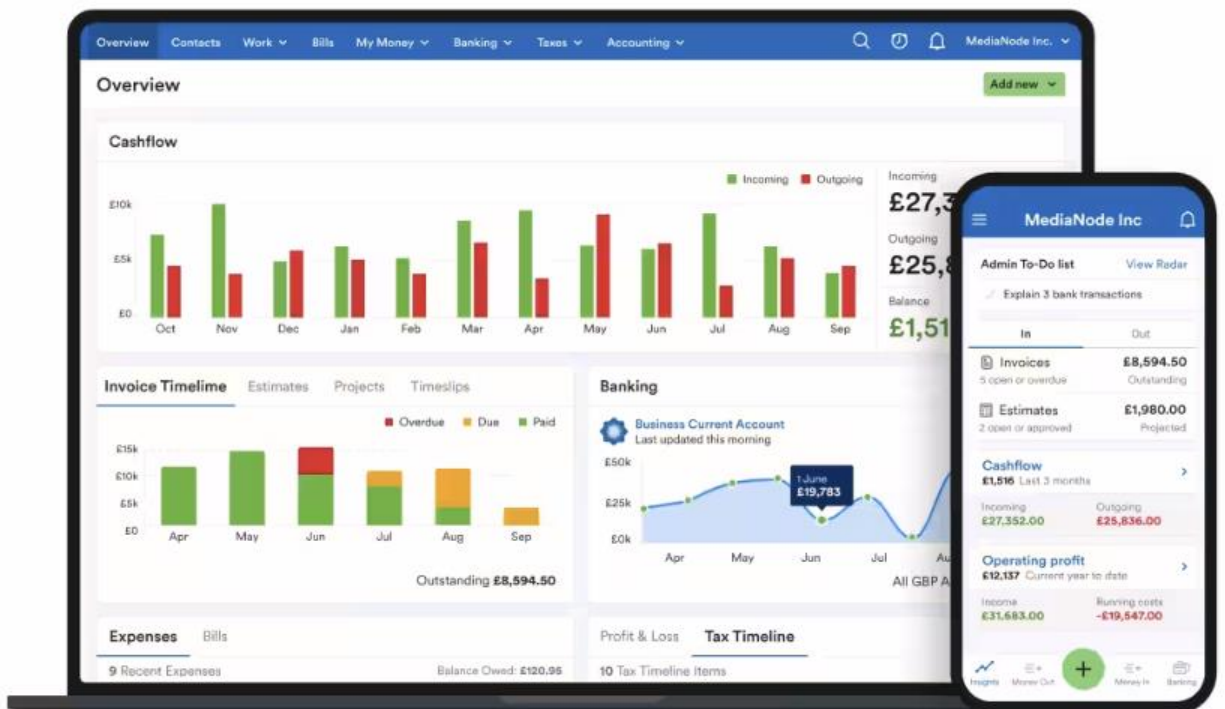 Overview Contacts Work Bills My Money Banking Taxes Accounting MediaNode Inc.
Overview Add new
Cashflow
Incoming Outgoing
£10k
£5k
£0
Oct Nov Dec Jan Feb Mar Apr May Jun Jul Aug Sep
Incoming
£27,3
Outgoing
£25,8
Balance
£1,51
Invoice Timelime Estimates Projects Timeslips
Overdue Due Paid
£15k
£10k
£5k
£0
Apr May Jun Jul Aug Sep
Outstanding £8,594.50
Banking
Business Current Account
Last updated this morning
£50k
£25k
£0k
1 June
£19,783
Apr May Jun Jul Au
All GBP A
Expenses Bills
9 Recent Expenses Balance Owed: £120.95
Profit & Loss Tax Timeline
10 Tax Timeline Items
MediaNode Inc
Admin To-Do list View Radar
Explain 3 bank transactions
In Out
Invoices £8,594.50
5 open or overdue Outstanding
Estimates £1,980.00
2 open or approved Projected
Cashflow
£1,516 Last 3 months
Incoming Outgoing
£27,352.00 £25,836.00
Operating profit
£12,137 Current year to date
Income Running costs
£31,683.00 -£19,547.00
Insights Money Out Money In Banking